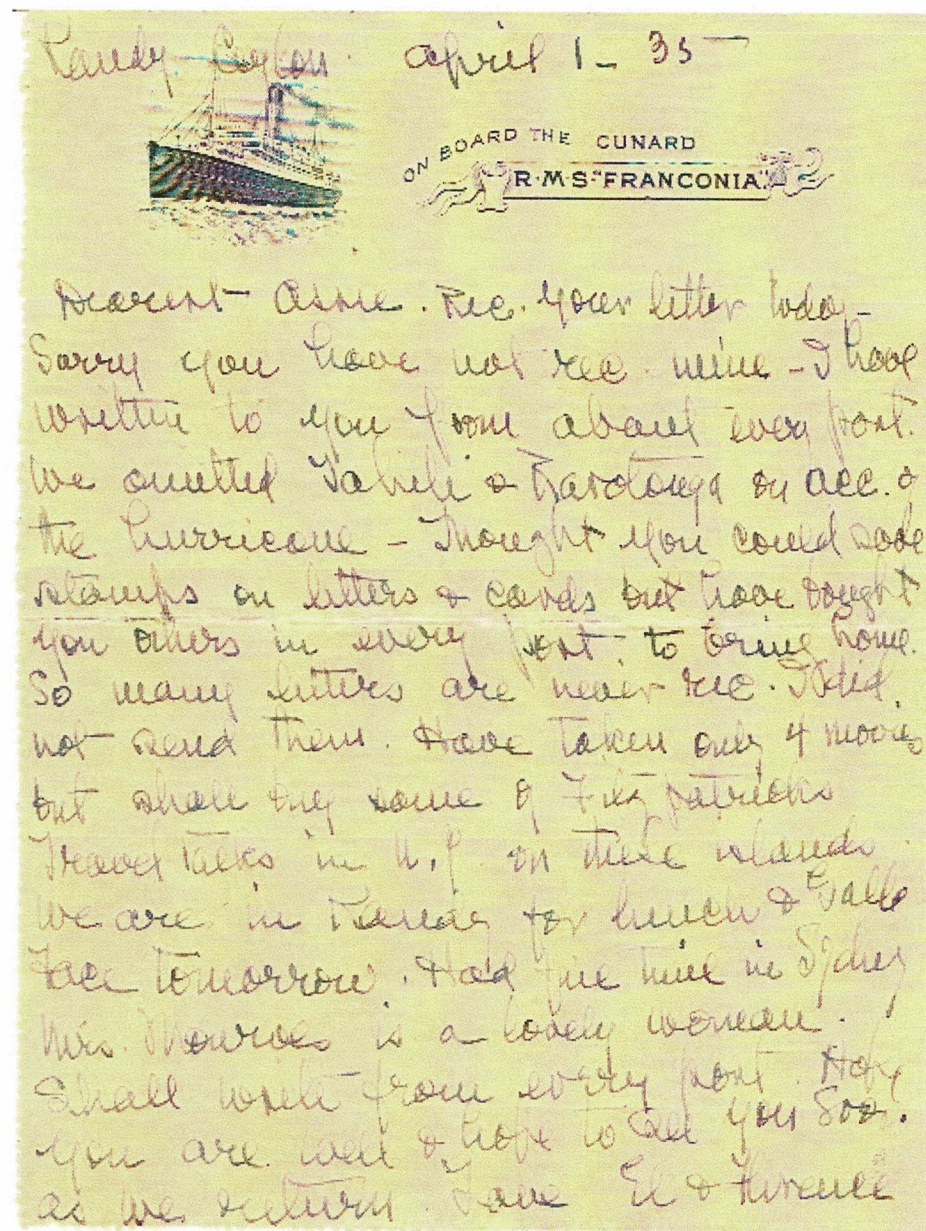 Kandy Ceylon. April 1 - 35
ON BOARD THE CUNARD
R·M·S·"FRANCONIA"
Dearest . Rec. your letter today -
Sorry you have not rec. mine - I have
written to you from about every port.
We omitted Tahiti & Rarotonga on acc. of
the hurricane - Thought you could save
stamps on letters & cards but have bought
you others in every port to bring home.
So many letters are never rec. I did
not send them. Have taken only 4 movies
but shall buy some of Fitzpatricks
Travel Talks in N.Y. on these islands.
We are in for lunch & Galle
Face tomorrow. Had fine time in Sydney
Mrs. is a lovely woman.
Shall write from every port. Hope
you are well & hope to see you soon.
as we return. Love El & Florence